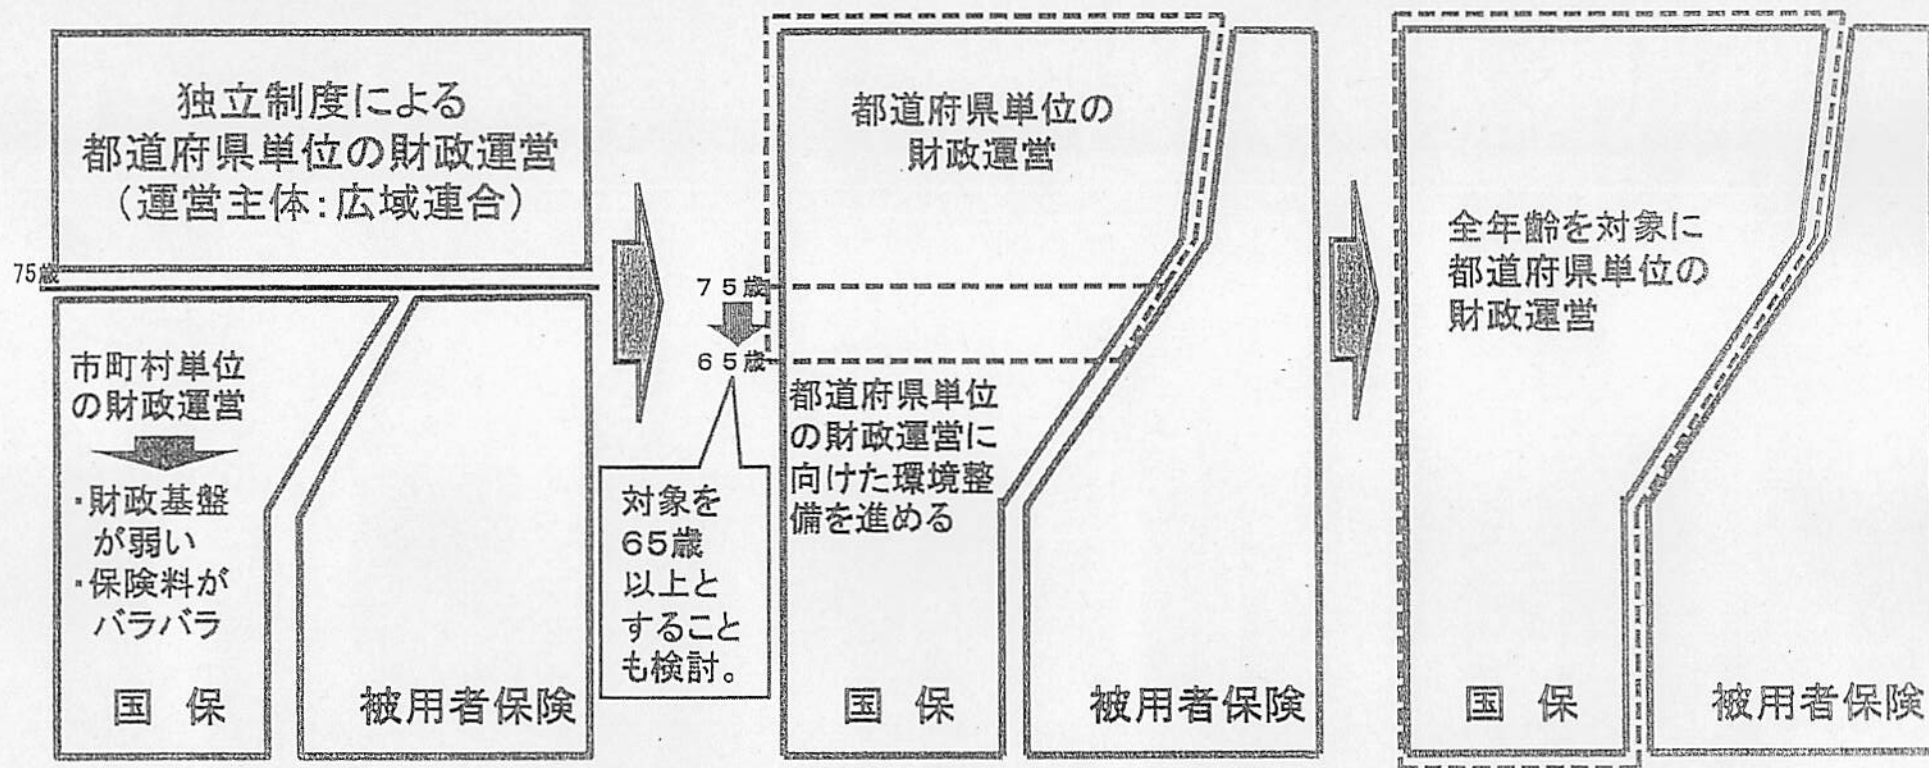 独立制度による
都道府県単位の財政運営
（運営主体：広域連合）
75歳
市町村単位
の財政運営
・財政基盤
が弱い
・保険料が
バラバラ
国 保
被用者保険
都道府県単位の
財政運営
７５歳
６５歳
対象を
65歳
以上と
すること
も検討。
都道府県単位
の財政運営に
向けた環境整
備を進める
国 保
被用者保険
全年齢を対象に
都道府県単位の
財政運営
国 保
被用者保険